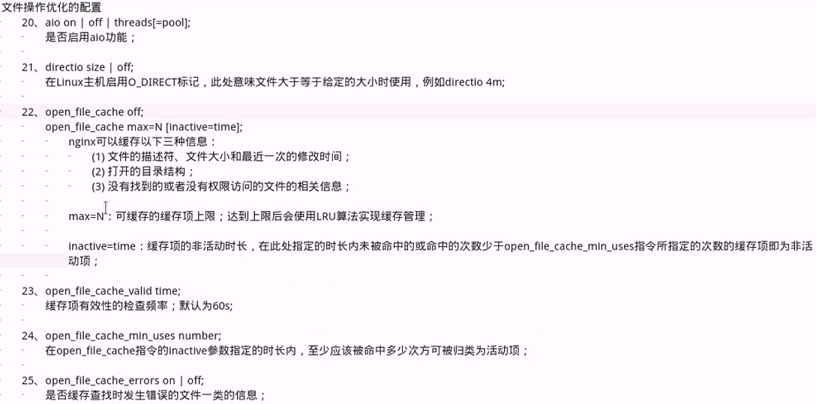 文件操作优化的配置
20、aio on | off | threads[=pool];
是否启用aio功能；
21、directio size | off;
在Linux主机启用O_DIRECT标记，此处意味文件大于等于给定的大小时使用，例如directio 4m;
22、open_file_cache off;
open_file_cache max=N [inactive=time];
nginx可以缓存以下三种信息：
(1) 文件的描述符、文件大小和最近一次的修改时间；
(2) 打开的目录结构；
(3) 没有找到的或者没有权限访问的文件的相关信息；
max=N：可缓存的缓存项上限；达到上限后会使用LRU算法实现缓存管理；
inactive=time：缓存项的非活动时长，在此处指定的时长内未被命中的或命中的次数少于open_file_cache_min_uses指令所指定的次数的缓存项即为非活
动项；
23、open_file_cache_valid time;
缓存项有效性的检查频率；默认为60s;
24、open_file_cache_min_uses number;
在open_file_cache指令的inactive参数指定的时长内，至少应该被命中多少次方可被归类为活动项；
25、open_file_cache_errors on | off;
是否缓存查找时发生错误的文件一类的信息；